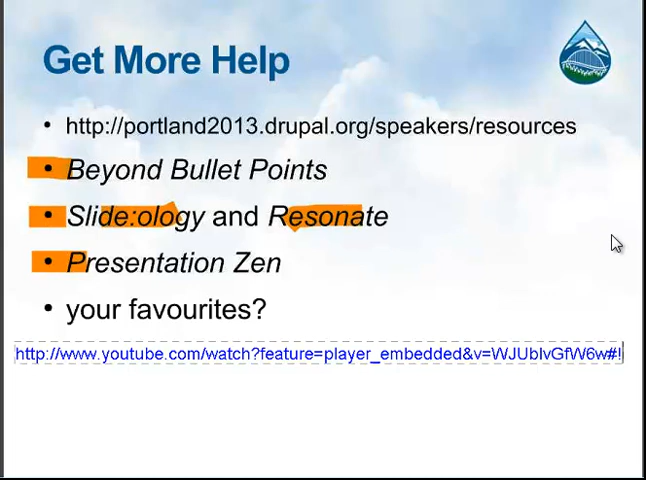 Get More Help
• http://portland2013.drupal.org/speakers/resources
• Beyond Bullet Points
• Slide:ology and Resonate
• Presentation Zen
• your favourites?
http://www.youtube.com/watch?feature=player_embedded&v=WJUblvGfW6w#!